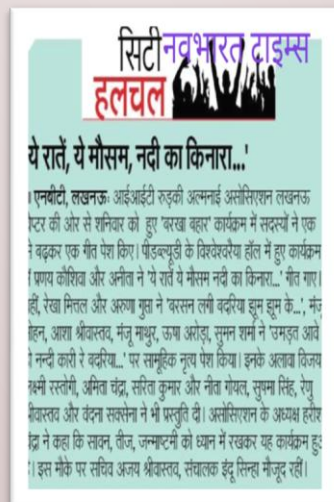 सिटी नवभारत टाइम्स
हलचल
ये रातें, ये मौसम, नदी का किनारा...'
। एनबीटी, लखनऊ: आईआईटी रुड़की अल्मनाई असोसिएशन लखनऊ
प्टर की ओर से शनिवार को हुए 'बरखा बहार' कार्यक्रम में सदस्यों ने एक
ने बढ़कर एक गीत पेश किए। पीडब्ल्यूडी के विश्वेश्वरैया हॉल में हुए कार्यक्रम
में प्रणय कौशिवा और अनीता ने 'ये रातें ये मौसम नदी का किनारा...' गीत गाए।
हीं, रेखा मित्तल और अरुणा गुप्ता ने 'बरसन लगी बदरिया झूम झूम के...', मंजू
मोहन, आशा श्रीवास्तव, मंजू माथुर, ऊषा अरोड़ा, सुमन शर्मा ने 'उमड़त आवे
रे नन्दी कारी रे बदरिया...' पर सामूहिक नृत्य पेश किया। इनके अलावा विजय
लक्ष्मी रस्तोगी, अमिता चंद्रा, सरिता कुमार और नीता गोयल, सुषमा सिंह, रेणु
श्रीवास्तव और वंदना सक्सेना ने भी प्रस्तुति दी। असोसिएशन के अध्यक्ष हरीश
चंद्रा ने कहा कि सावन, तीज, जन्माष्टमी को ध्यान में रखकर यह कार्यक्रम हुआ
है। इस मौके पर सचिव अजय श्रीवास्तव, संचालक इंदू सिन्हा मौजूद रहीं।